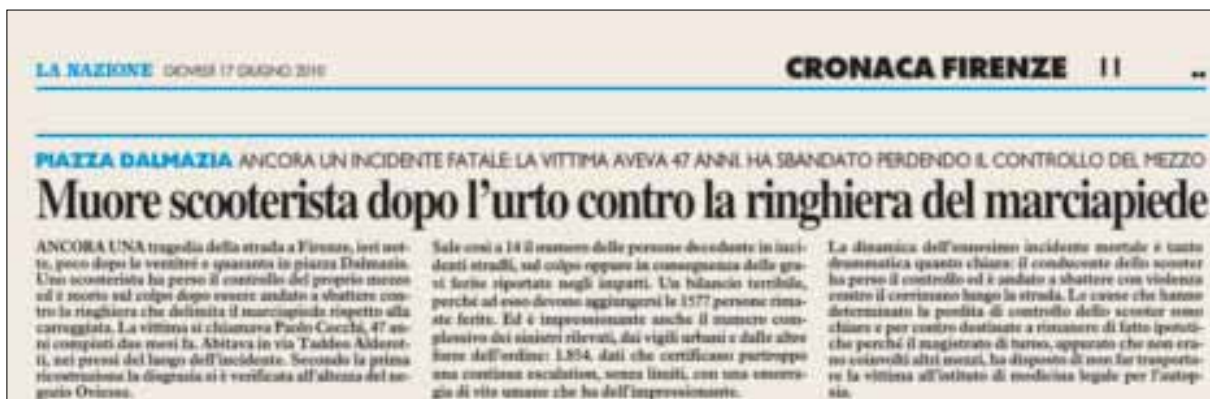 LA NAZIONE GIOVEDÌ 17 GIUGNO 2010
CRONACA FIRENZE 11 ..
PIAZZA DALMAZIA ANCORA UN INCIDENTE FATALE: LA VITTIMA AVEVA 47 ANNI. HA SBANDATO PERDENDO IL CONTROLLO DEL MEZZO
Muore scooterista dopo l'urto contro la ringhiera del marciapiede
ANCORA UNA tragedia della strada a Firenze, ieri not-
te, poco dopo le ventitré e quaranta in piazza Dalmazia.
Uno scooterista ha perso il controllo del proprio mezzo
ed è morto sul colpo dopo essere andato a sbattere con-
tro la ringhiera che delimita il marciapiede rispetto alla
carreggiata. La vittima si chiamava Paolo Cecchi, 47 an-
ni compiuti due mesi fa. Abitava in via Taddeo Alderot-
ti, nei pressi del luogo dell'incidente. Secondo la prima
ricostruzione la disgrazia si è verificata all'altezza del ne-
gozio Oviesse.
Sale così a 14 il numero delle persone decedute in inci-
denti stradli, sul colpo oppure in conseguenza delle gra-
vi ferite riportate negli impatti. Un bilancio terribile,
perché ad esso devono aggiungersi le 1577 persone rima-
ste ferite. Ed è impressionante anche il numero com-
plessivo dei sinistri rilevati, dai vigili urbani e dalle altre
forze dell'ordine: 1.854, dati che certificano purtroppo
una continua escalation, senza limiti, con una emorra-
gia di vite umane che ha dell'impressionante.
La dinamica dell'ennesimo incidente mortale è tanto
drammatica quanto chiara: il conducente dello scooter
ha perso il controllo ed è andato a sbattere con violenza
contro il corrimano lungo la strada. Le cause che hanno
determinato la perdita di controllo dello scooter sono
chiare e per contro destinate a rimanere di fatto ipoteti-
che perché il magistrato di turno, appurato che non era-
no coinvolti altri mezzi, ha disposto di non far trasporta-
re la vittima all'istituto di medicina legale per l'autop-
sia.